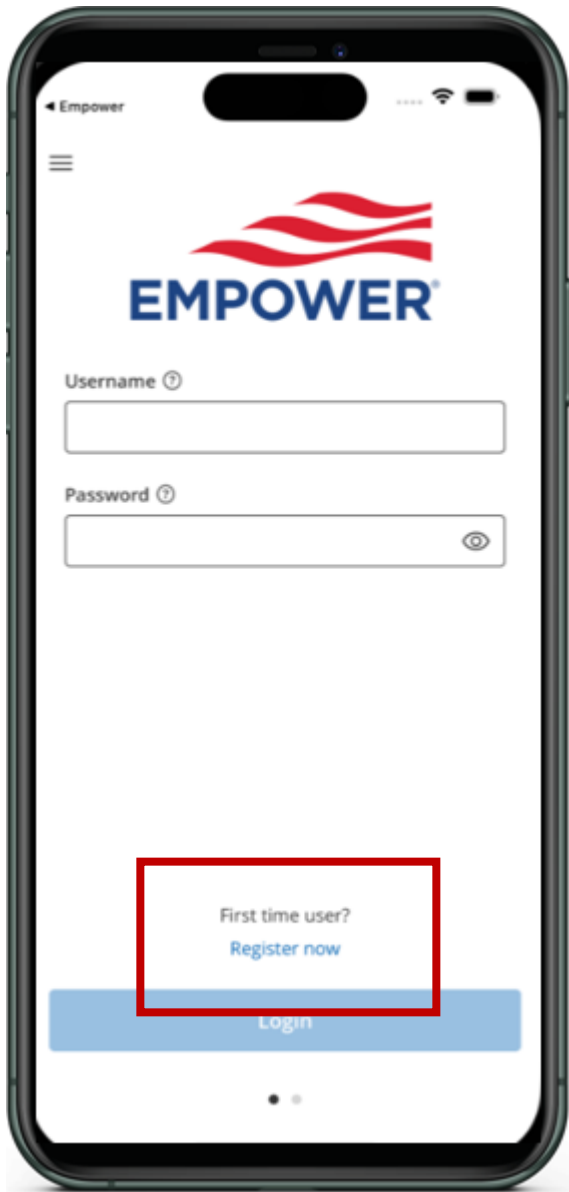 ◀ Empower
EMPOWER®
Username ?
Password ?
First time user?
Register now
Login